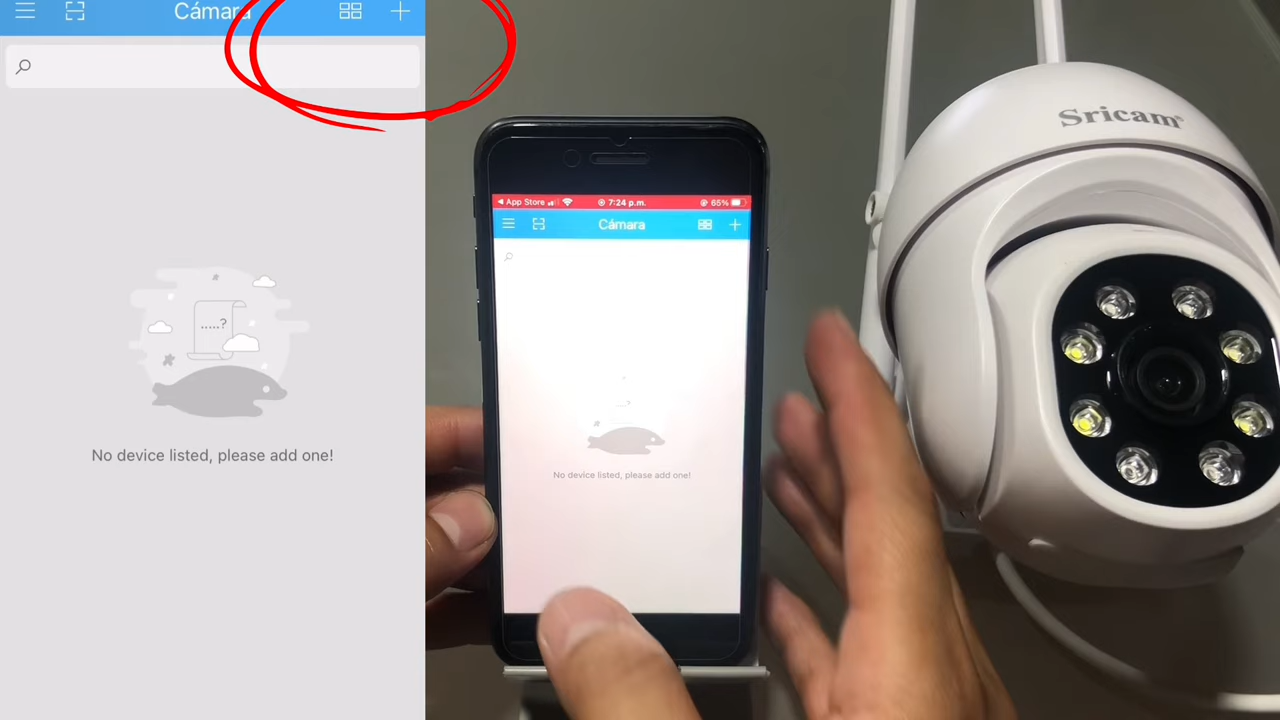 Cámara
.....?
No device listed, please add one!
App Store
7:24 p.m.
65%
Cámara
No device listed, please add one!
Sricam